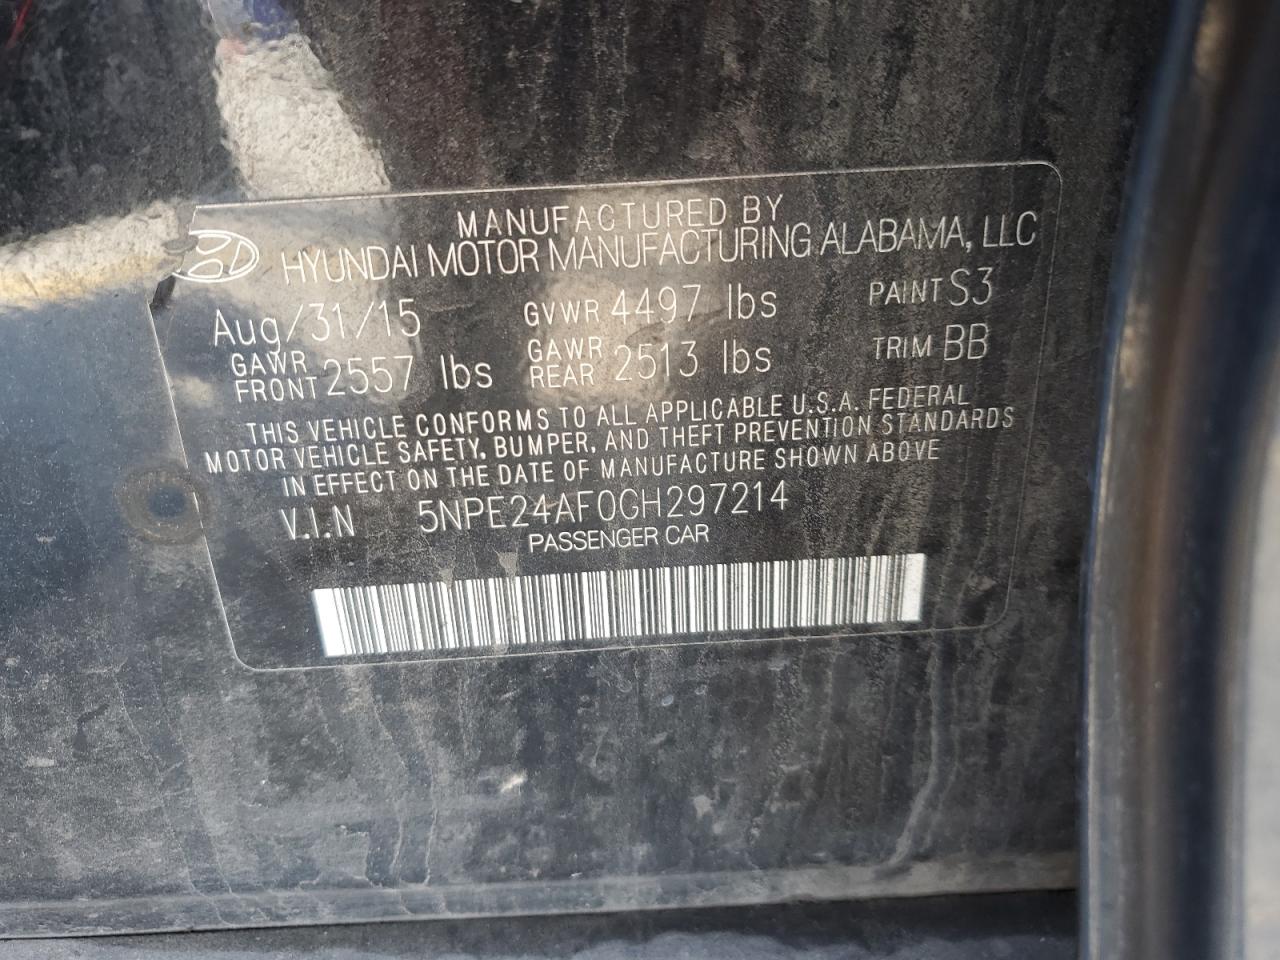 MANUFACTURED BY
HYUNDAI MOTOR MANUFACTURING ALABAMA, LLC
Aug/31/15 GVWR 4497 lbs PAINT S3
GAWR FRONT 2557 lbs GAWR REAR 2513 lbs TRIM BB
THIS VEHICLE CONFORMS TO ALL APPLICABLE U.S.A. FEDERAL
MOTOR VEHICLE SAFETY, BUMPER, AND THEFT PREVENTION STANDARDS
IN EFFECT ON THE DATE OF MANUFACTURE SHOWN ABOVE
V.I.N 5NPE24AF0GH297214
PASSENGER CAR